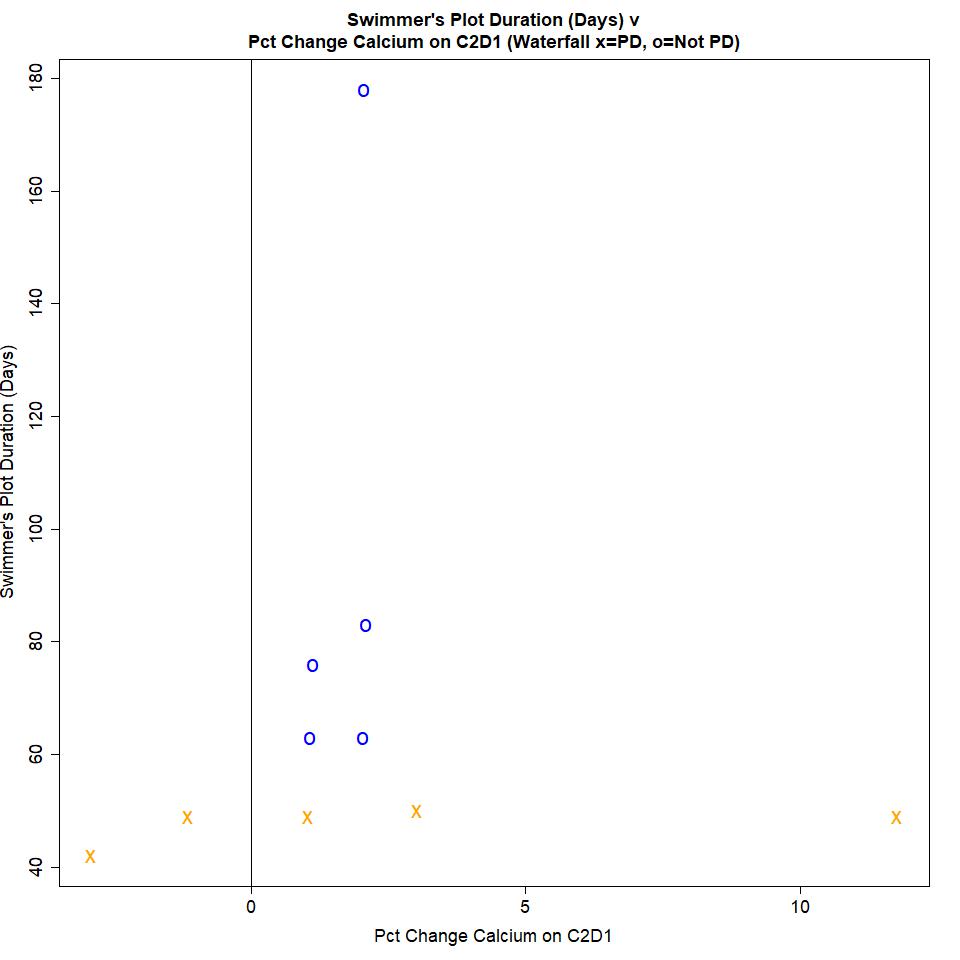 Swimmer's Plot Duration (Days) v
Pct Change Calcium on C2D1 (Waterfall x=PD, o=Not PD)
Swimmer's Plot Duration (Days)
180
160
140
120
100
80
60
40
o
o
o
o o
x x x x x
0 5 10
Pct Change Calcium on C2D1